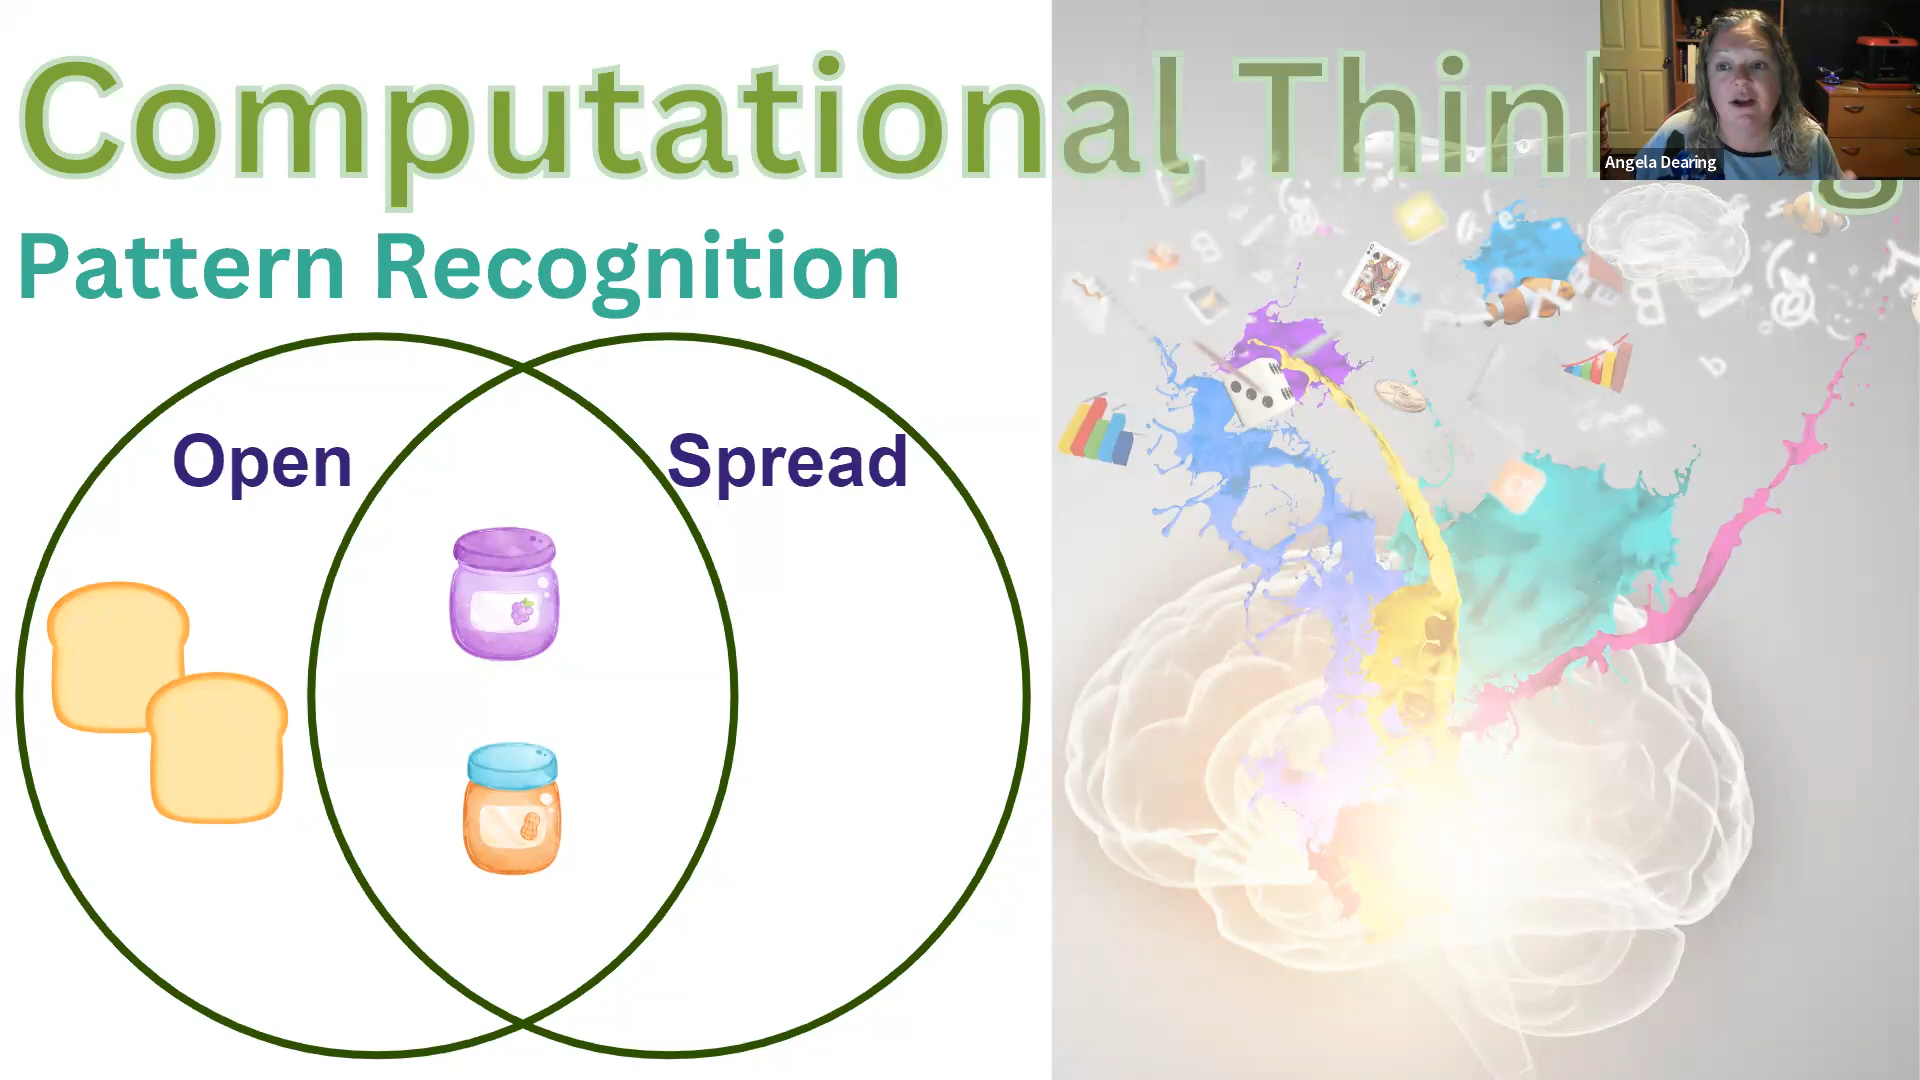 Computational Thin g
Angela Dearing
Pattern Recognition
Open
Spread